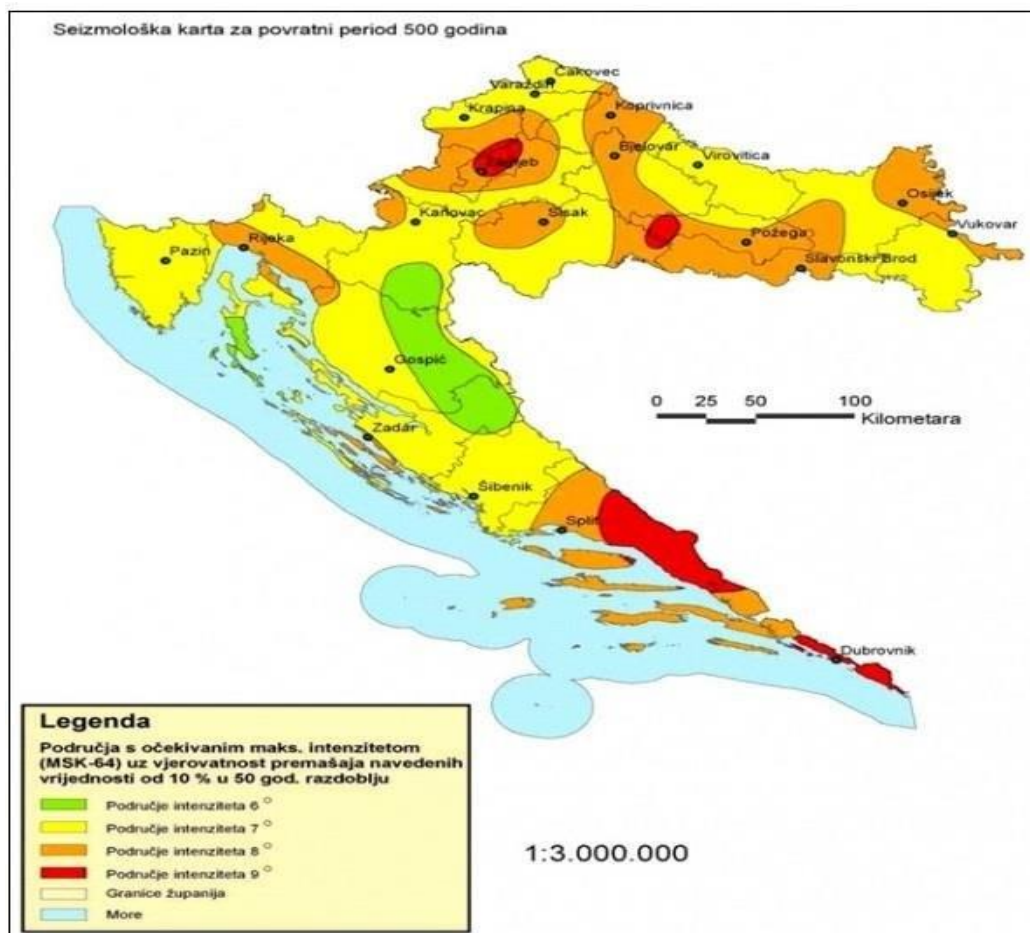 Seizmološka karta za povratni period 500 godina
Čakovec
Varaždin
Krapina
Koprivnica
Bjelovar
Virovitica
Zagreb
Osijek
Karlovac
Sisak
Vukovar
Rijeka
Požega
Pazin
Slavonski Brod
Gospić
0 25 50 100
Kilometara
Zadar
Šibenik
Split
Dubrovnik
Legenda
Područja s očekivanim maks. intenzitetom
(MSK-64) uz vjerovatnost premašaja navedenih
vrijednosti od 10 % u 50 god. razdoblju
Područje intenziteta 6 °
Područje intenziteta 7 °
Područje intenziteta 8 °
Područje intenziteta 9 °
Granice županija
More
1:3.000.000